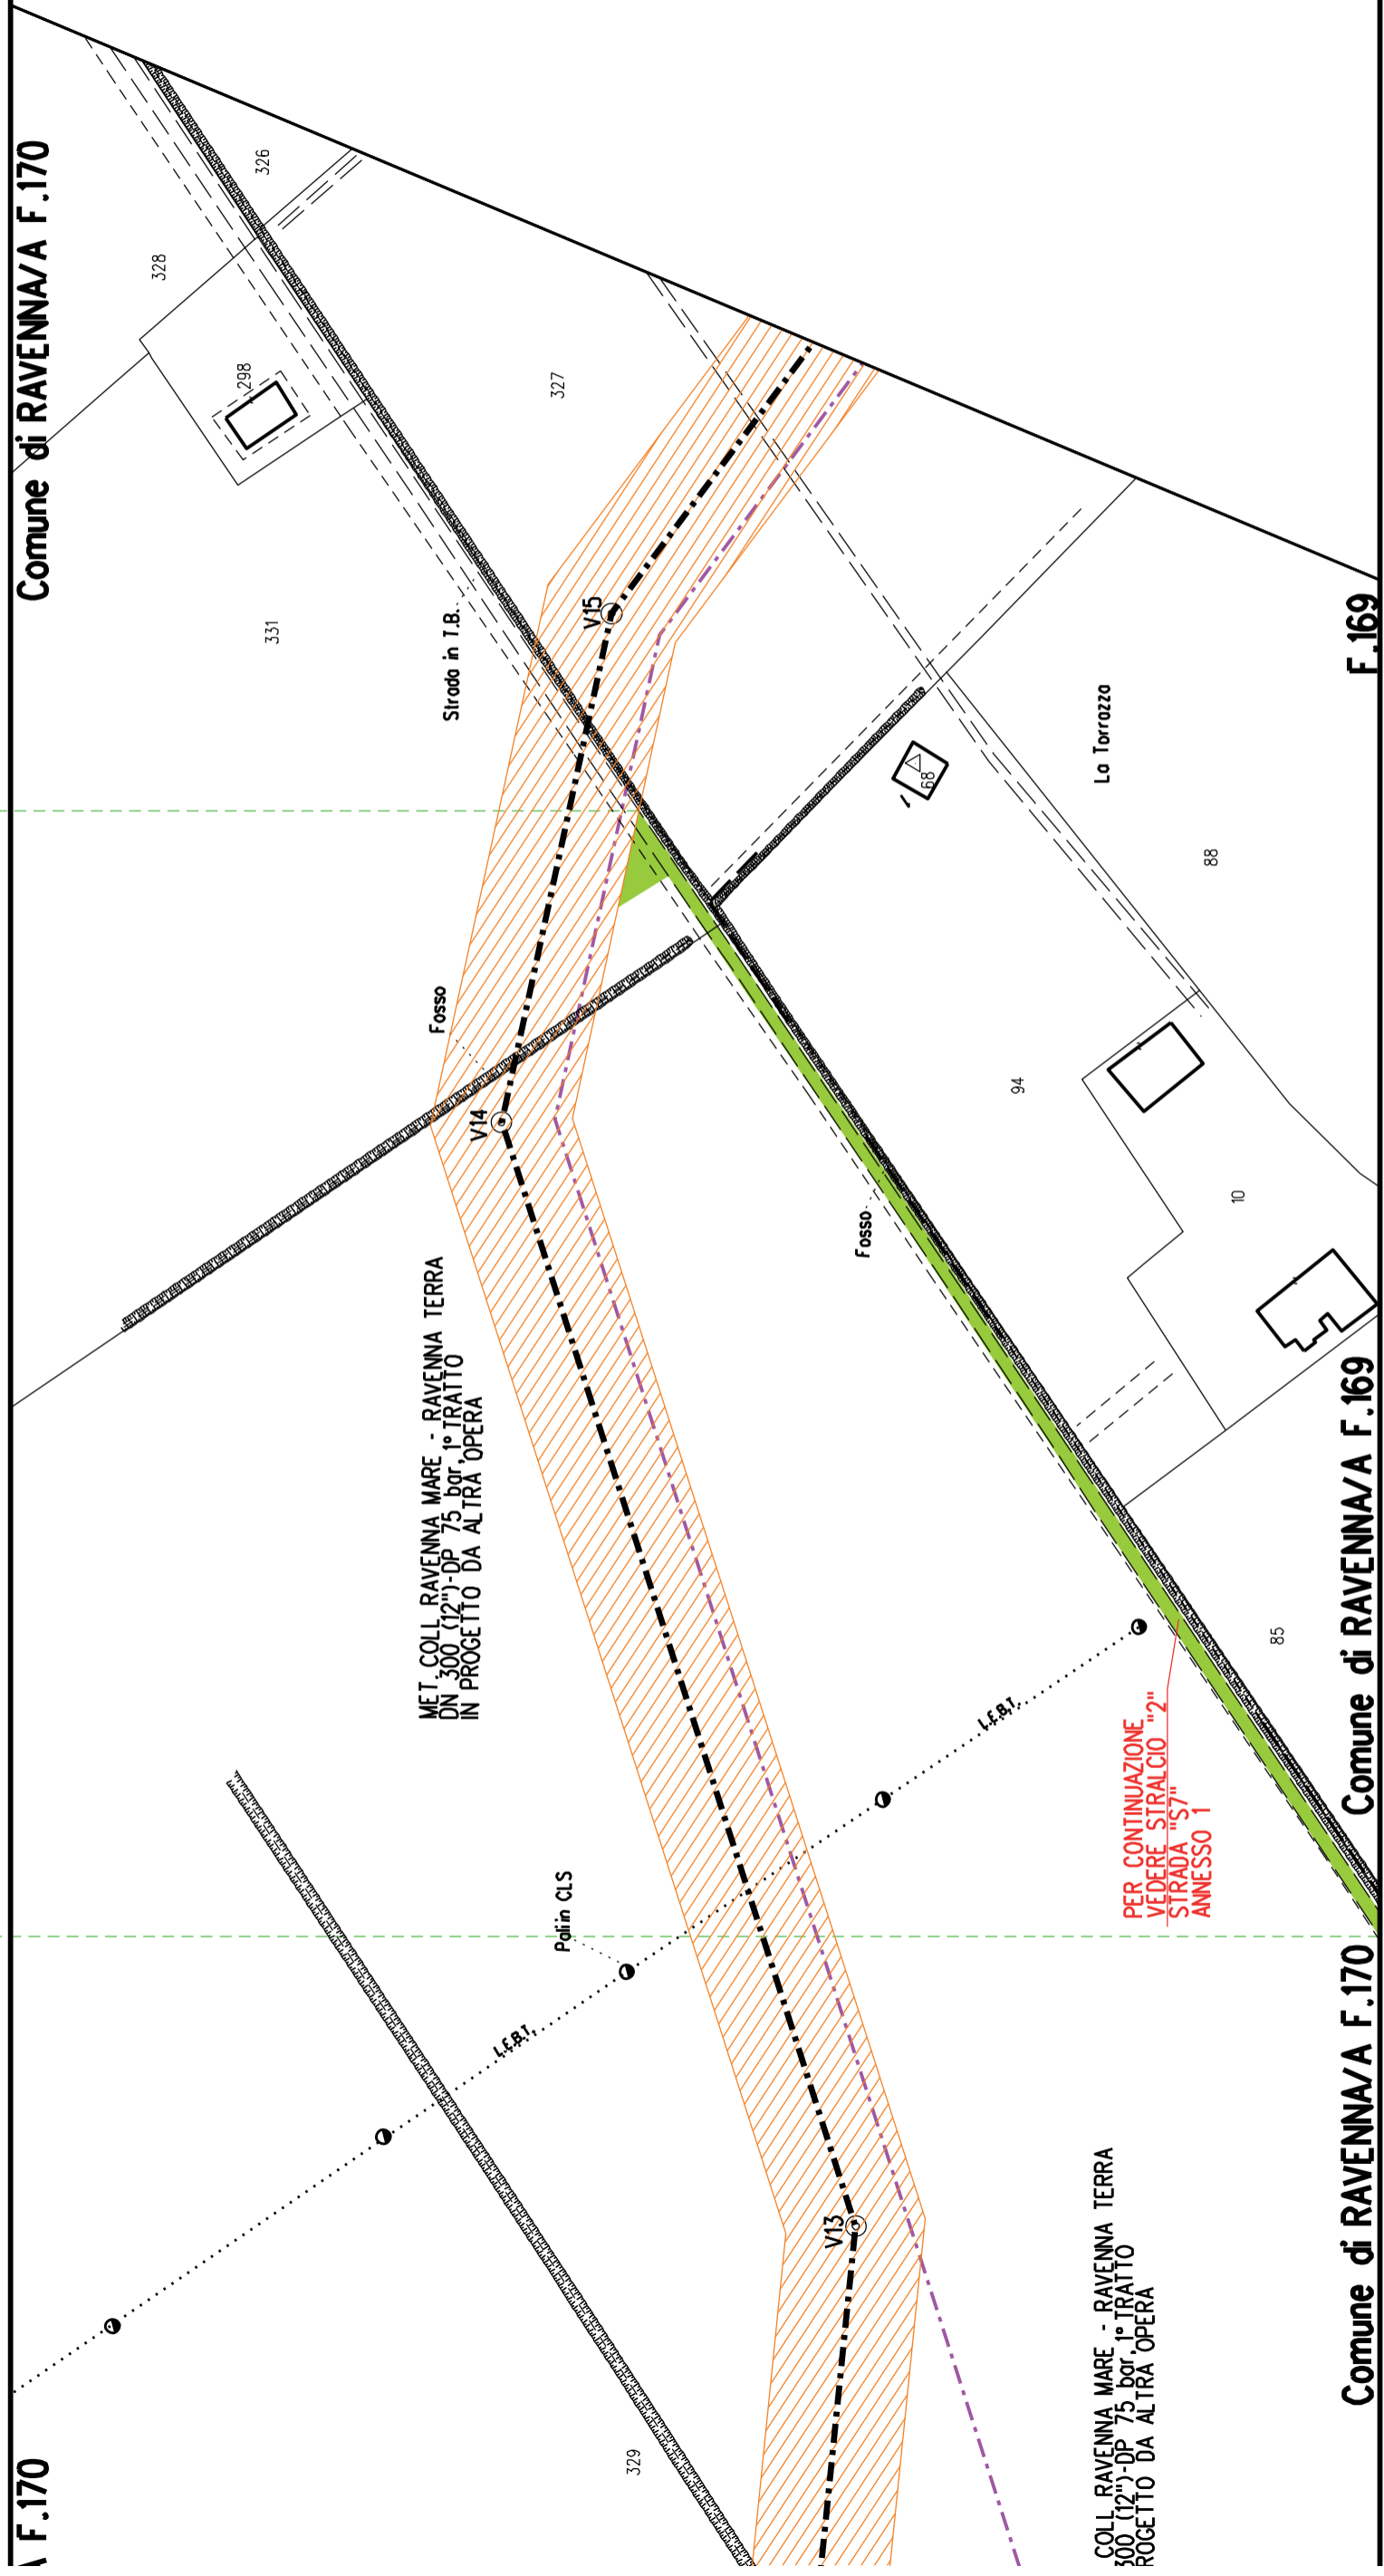 Comune di RAVENNA/A F.170
326
328
298
327
331
Strada in T.B.
V15
F.169
La Torrazza
68
88
Fosso
V14
94
10
Fosso
MET. COLL RAVENNA MARE - RAVENNA TERRA
DN 300 (12")-DP 75 bar, 1° TRATTO
IN PROGETTO DA ALTRA OPERA
Comune di RAVENNA/A F.169
85
L.E.B.T.
PER CONTINUAZIONE
VEDERE STRALCIO "2"
STRADA "S7"
ANNESSO 1
Pali in CLS
L.E.B.T.
Comune di RAVENNA/A F.170
V13
COLL RAVENNA MARE - RAVENNA TERRA
300 (12")-DP 75 bar, 1° TRATTO
ROGETTO DA ALTRA OPERA
329
A F.170